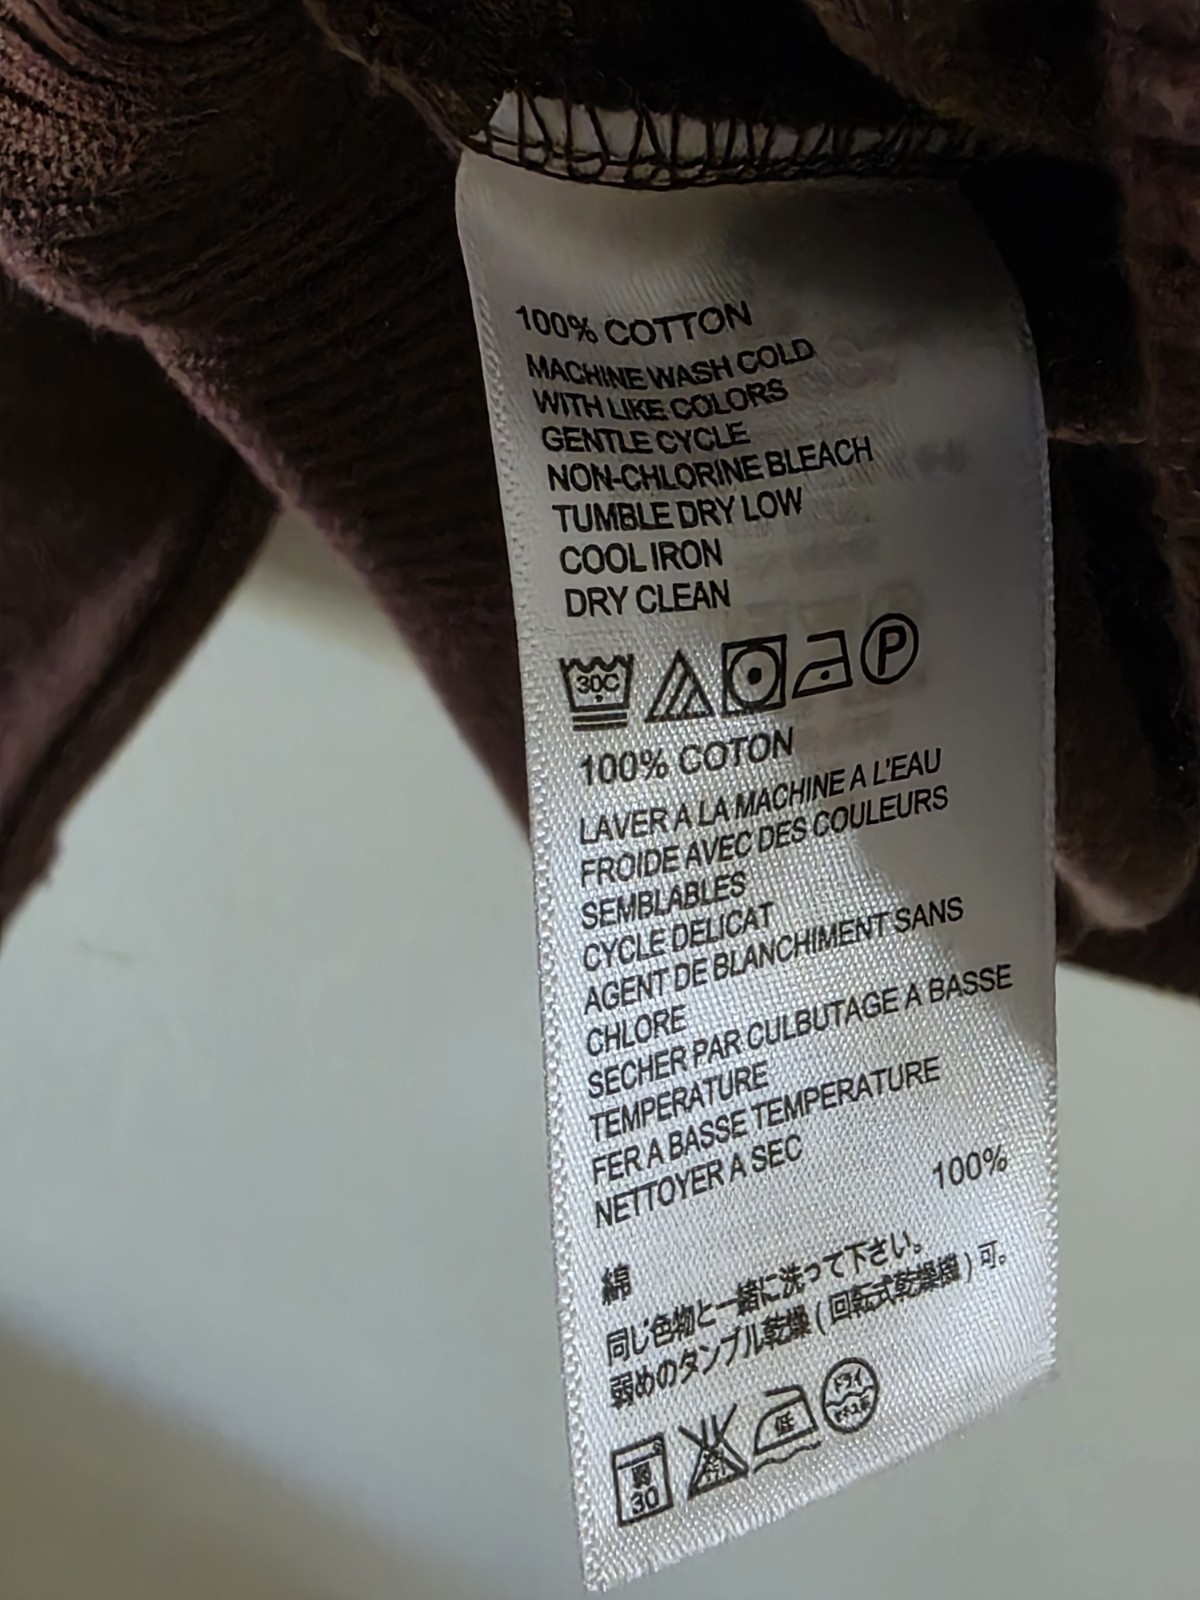 100% COTTON
MACHINE WASH COLD
WITH LIKE COLORS
GENTLE CYCLE
NON-CHLORINE BLEACH
TUMBLE DRY LOW
COOL IRON
DRY CLEAN
30C P
100% COTON
LAVER A LA MACHINE A L'EAU
FROIDE AVEC DES COULEURS
SEMBLABLES
CYCLE DELICAT
AGENT DE BLANCHIMENT SANS
CHLORE
SECHER PAR CULBUTAGE A BASSE
TEMPERATURE
FER A BASSE TEMPERATURE
NETTOYER A SEC
100%
綿
同じ色物と一緒に洗って下さい。
弱めのタンブル乾燥(回転式乾燥機)可。
弱 30 低 ドライ